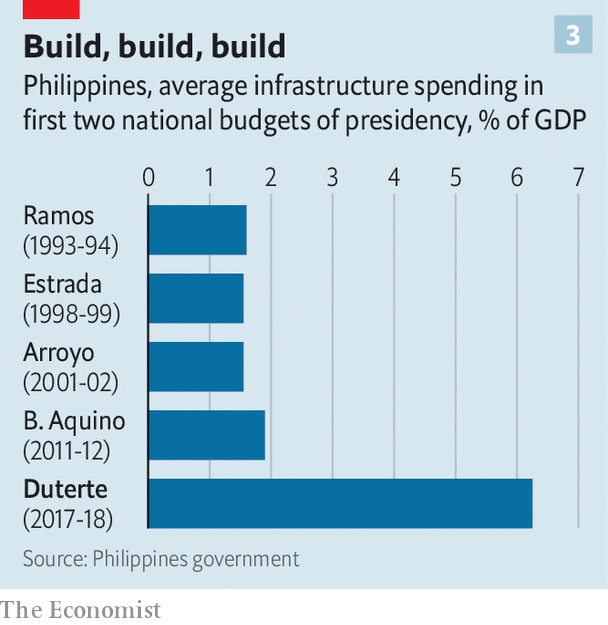 Build, build, build
3
Philippines, average infrastructure spending in
first two national budgets of presidency, % of GDP
0 1 2 3 4 5 6 7
Ramos
(1993-94)
Estrada
(1998-99)
Arroyo
(2001-02)
B. Aquino
(2011-12)
Duterte
(2017-18)
Source: Philippines government
The Economist